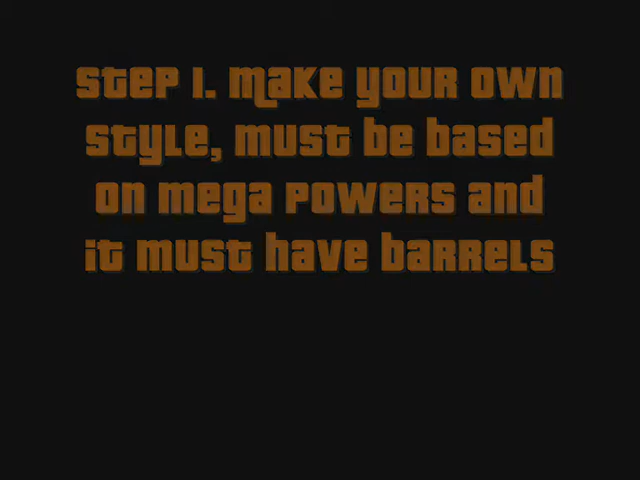 Step 1. Make your own
style, must be based
on mega powers and
it must have barrels